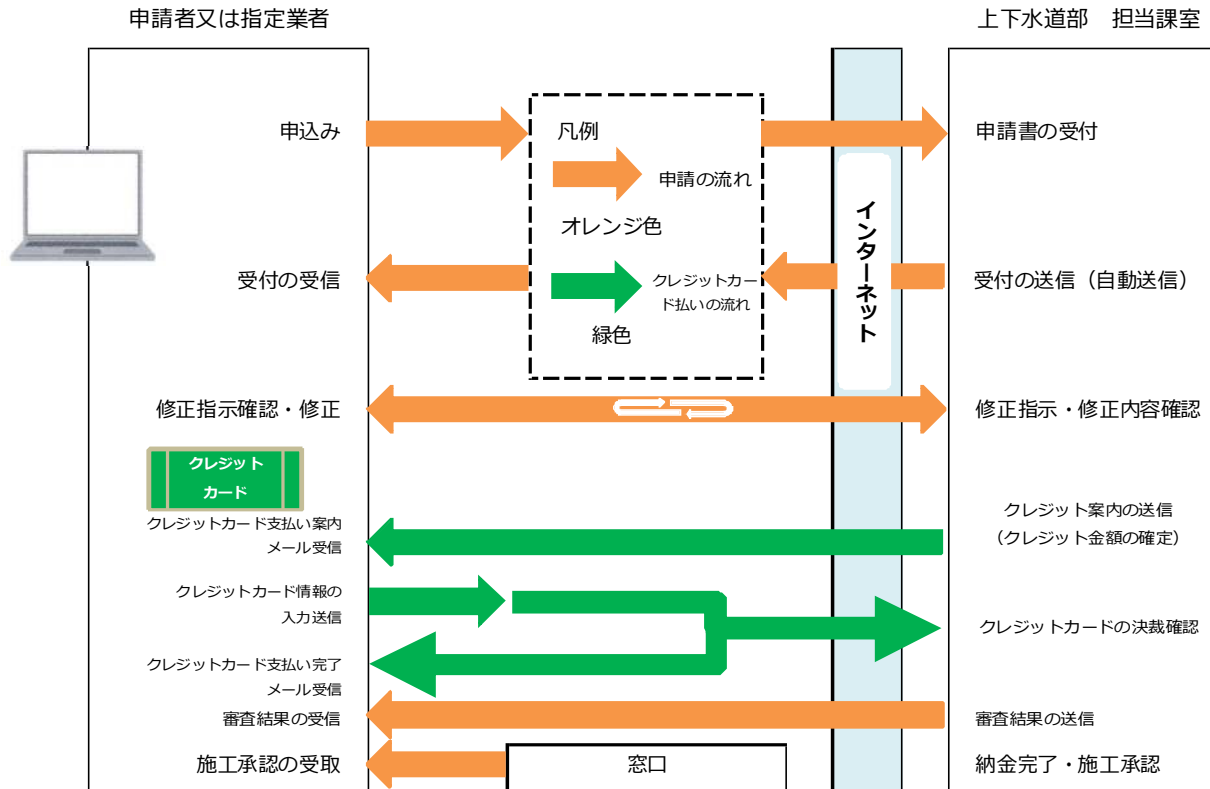 申請者又は指定業者
上下水道部　担当課室
申込み
凡例
申請書の受付
申請の流れ
オレンジ色
インターネット
受付の受信
クレジットカー
ド払いの流れ
受付の送信（自動送信）
緑色
修正指示確認・修正
修正指示・修正内容確認
クレジット
カード
クレジットカード支払い案内
メール受信
クレジット案内の送信
（クレジット金額の確定）
クレジットカード情報の
入力送信
クレジットカードの決裁確認
クレジットカード支払い完了
メール受信
審査結果の受信
審査結果の送信
施工承認の受取
窓口
納金完了・施工承認